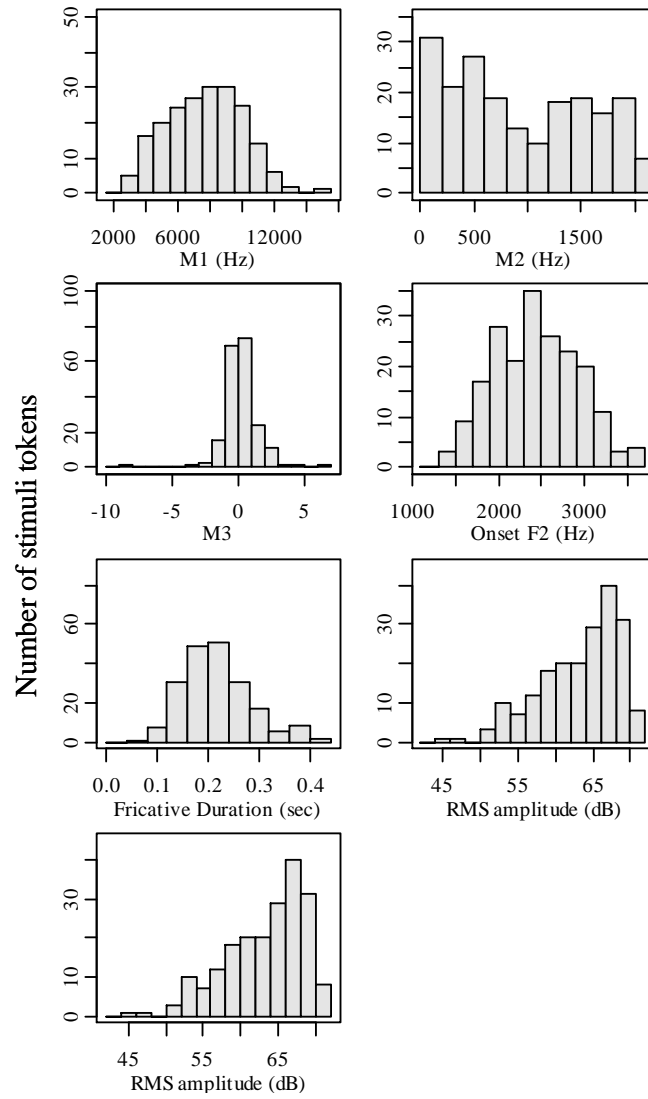 Number of stimuli tokens
0 10 30 50
2000 6000 12000
M1 (Hz)
0 10 20 30
0 500 1500
M2 (Hz)
0 20 60 100
-10 -5 0 5
M3
0 10 20 30
1000 2000 3000
Onset F2 (Hz)
0 20 60
0.0 0.1 0.2 0.3 0.4
Fricative Duration (sec)
0 10 30
45 55 65
RMS amplitude (dB)
0 10 30
45 55 65
RMS amplitude (dB)